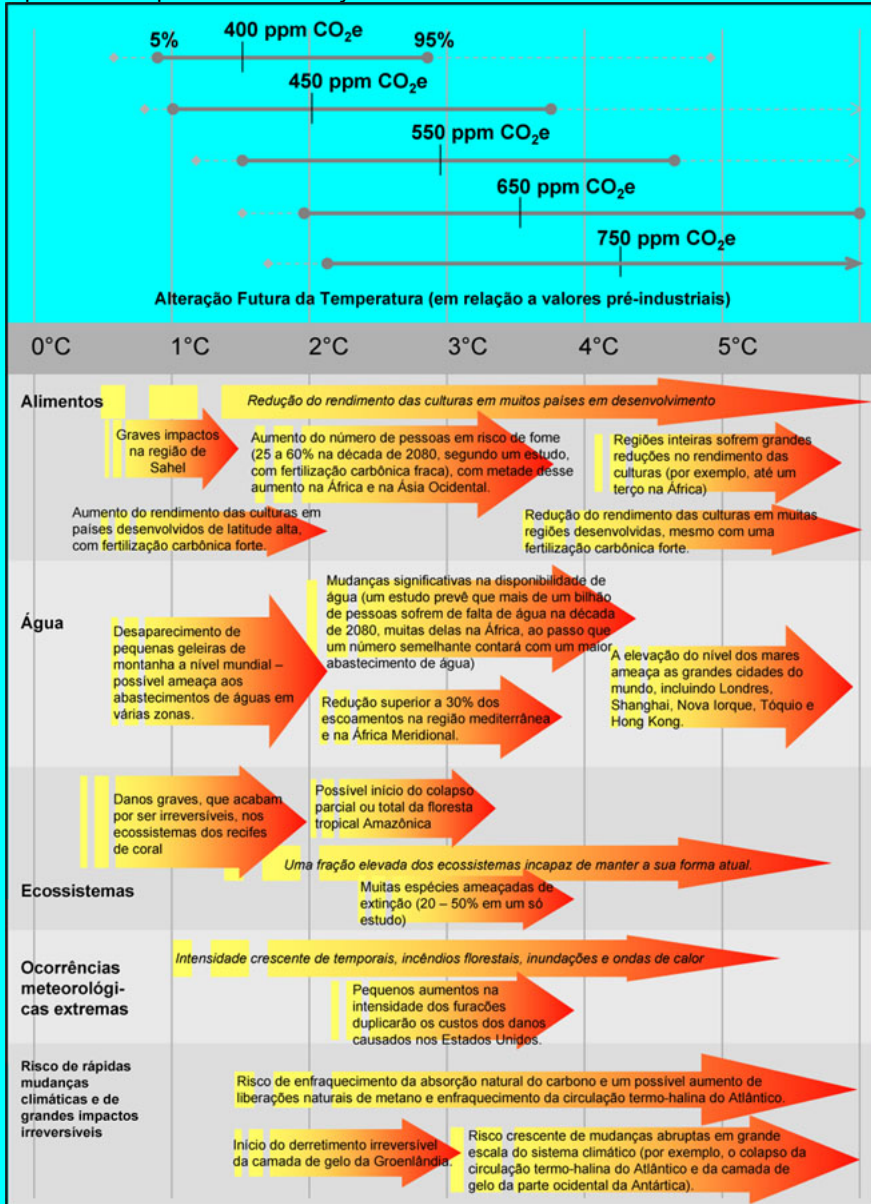 400 ppm CO₂e
5%
95%
450 ppm CO₂e
550 ppm CO₂e
650 ppm CO₂e
750 ppm CO₂e
Alteração Futura da Temperatura (em relação a valores pré-industriais)
0°C 1°C 2°C 3°C 4°C 5°C
Alimentos
Redução do rendimento das culturas em muitos países em desenvolvimento
Graves impactos
na região de
Sahel
Aumento do número de pessoas em risco de fome
(25 a 60% na década de 2080, segundo um estudo,
com fertilização carbônica fraca), com metade desse
aumento na África e na Ásia Ocidental.
Regiões inteiras sofrem grandes
reduções no rendimento das
culturas (por exemplo, até um
terço na África)
Aumento do rendimento das culturas em
países desenvolvidos de latitude alta,
com fertilização carbônica forte.
Redução do rendimento das culturas em muitas
regiões desenvolvidas, mesmo com uma
fertilização carbônica forte.
Água
Desaparecimento de
pequenas geleiras de
montanha a nível mundial –
possível ameaça aos
abastecimentos de águas em
várias zonas.
Mudanças significativas na disponibilidade de
água (um estudo prevê que mais de um bilhão
de pessoas sofrem de falta de água na década
de 2080, muitas delas na África, ao passo que
um número semelhante contará com um maior
abastecimento de água)
Redução superior a 30% dos
escoamentos na região mediterrânea
e na África Meridional.
A elevação do nível dos mares
ameaça as grandes cidades do
mundo, incluindo Londres,
Shanghai, Nova Iorque, Tóquio e
Hong Kong.
Danos graves, que acabam
por ser irreversíveis, nos
ecossistemas dos recifes
de coral
Possível início do colapso
parcial ou total da floresta
tropical Amazônica
Uma fração elevada dos ecossistemas incapaz de manter a sua forma atual.
Ecossistemas
Muitas espécies ameaçadas de
extinção (20 – 50% em um só
estudo)
Ocorrências
meteorológi-
cas extremas
Intensidade crescente de temporais, incêndios florestais, inundações e ondas de calor
Pequenos aumentos na
intensidade dos furacões
duplicarão os custos dos danos
causados nos Estados Unidos.
Risco de rápidas
mudanças
climáticas e de
grandes impactos
irreversíveis
Risco de enfraquecimento da absorção natural do carbono e um possível aumento de
liberações naturais de metano e enfraquecimento da circulação termo-halina do Atlântico.
Início do derretimento irreversível
da camada de gelo da Groenlândia.
Risco crescente de mudanças abruptas em grande
escala do sistema climático (por exemplo, o colapso da
circulação termo-halina do Atlântico e da camada de
gelo da parte ocidental da Antártica).